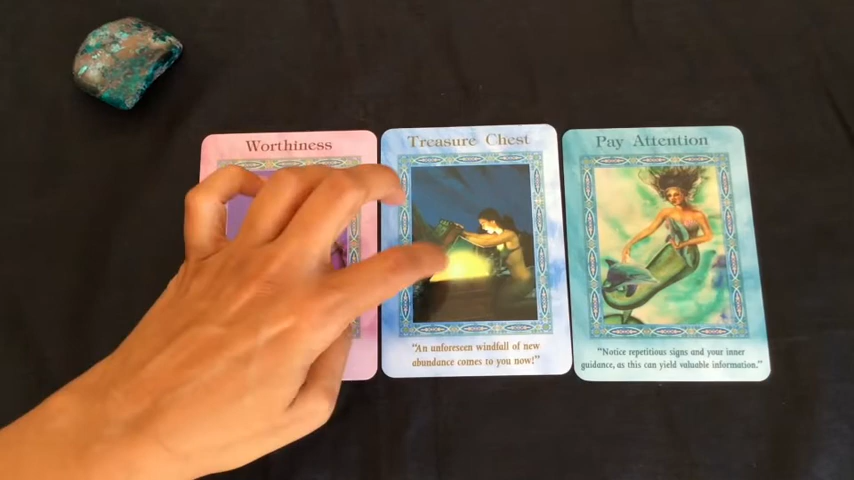 Worthiness
Treasure Chest
Pay Attention
"An unforeseen windfall of new
abundance comes to you now!"
"Notice repetitious signs and your inner
guidance, as this can yield valuable information."